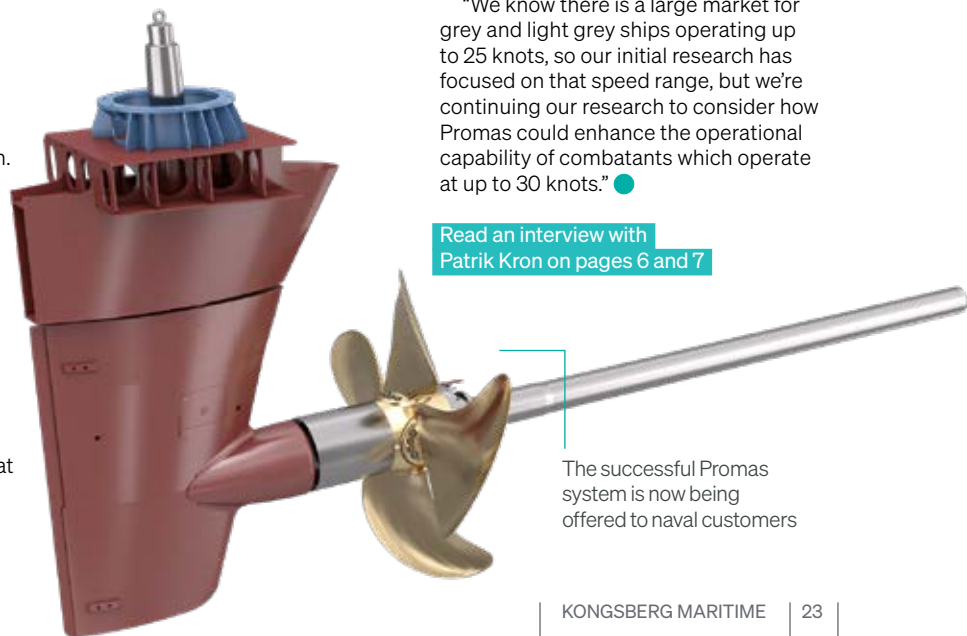 “We know there is a large market for
grey and light grey ships operating up
to 25 knots, so our initial research has
focused on that speed range, but we’re
continuing our research to consider how
Promas could enhance the operational
capability of combatants which operate
at up to 30 knots.”
Read an interview with
Patrik Kron on pages 6 and 7
The successful Promas
system is now being
offered to naval customers
KONGSBERG MARITIME 23